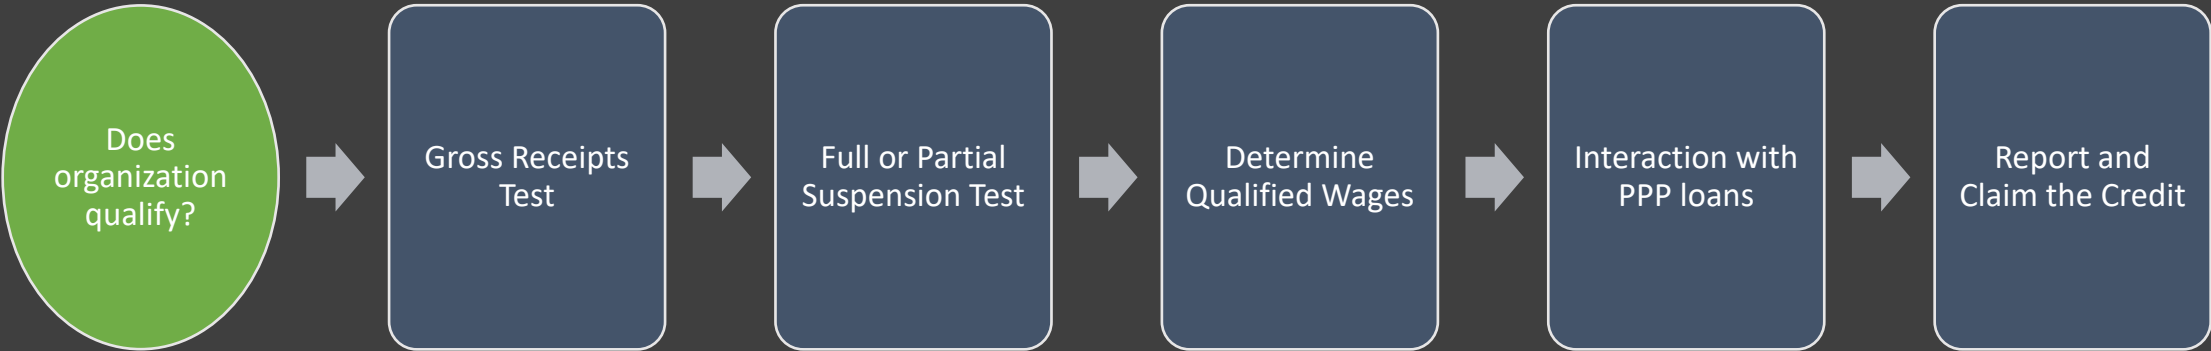 Does
organization
qualify?
Gross Receipts
Test
Full or Partial
Suspension Test
Determine
Qualified Wages
Interaction with
PPP loans
Report and
Claim the Credit